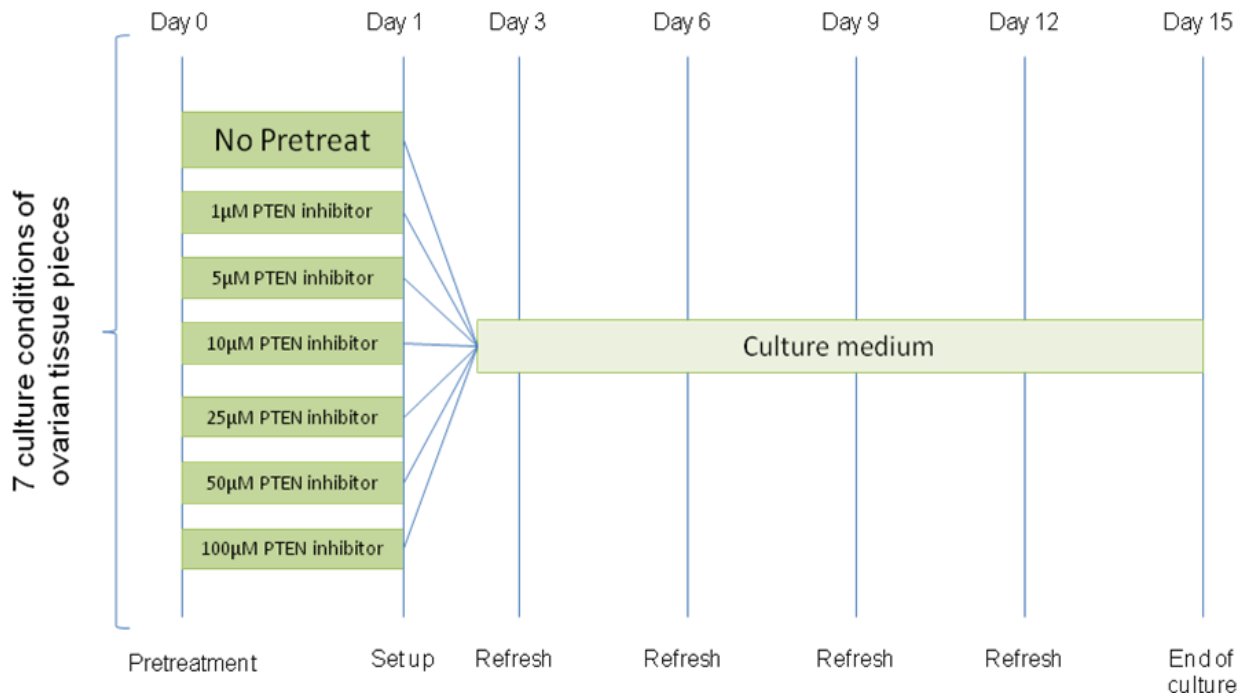 Day 0
Day 1
Day 3
Day 6
Day 9
Day 12
Day 15
7 culture conditions of
ovarian tissue pieces
No Pretreat
1µM PTEN inhibitor
5µM PTEN inhibitor
10µM PTEN inhibitor
25µM PTEN inhibitor
50µM PTEN inhibitor
100µM PTEN inhibitor
Culture medium
Pretreatment
Set up
Refresh
Refresh
Refresh
Refresh
End of
culture